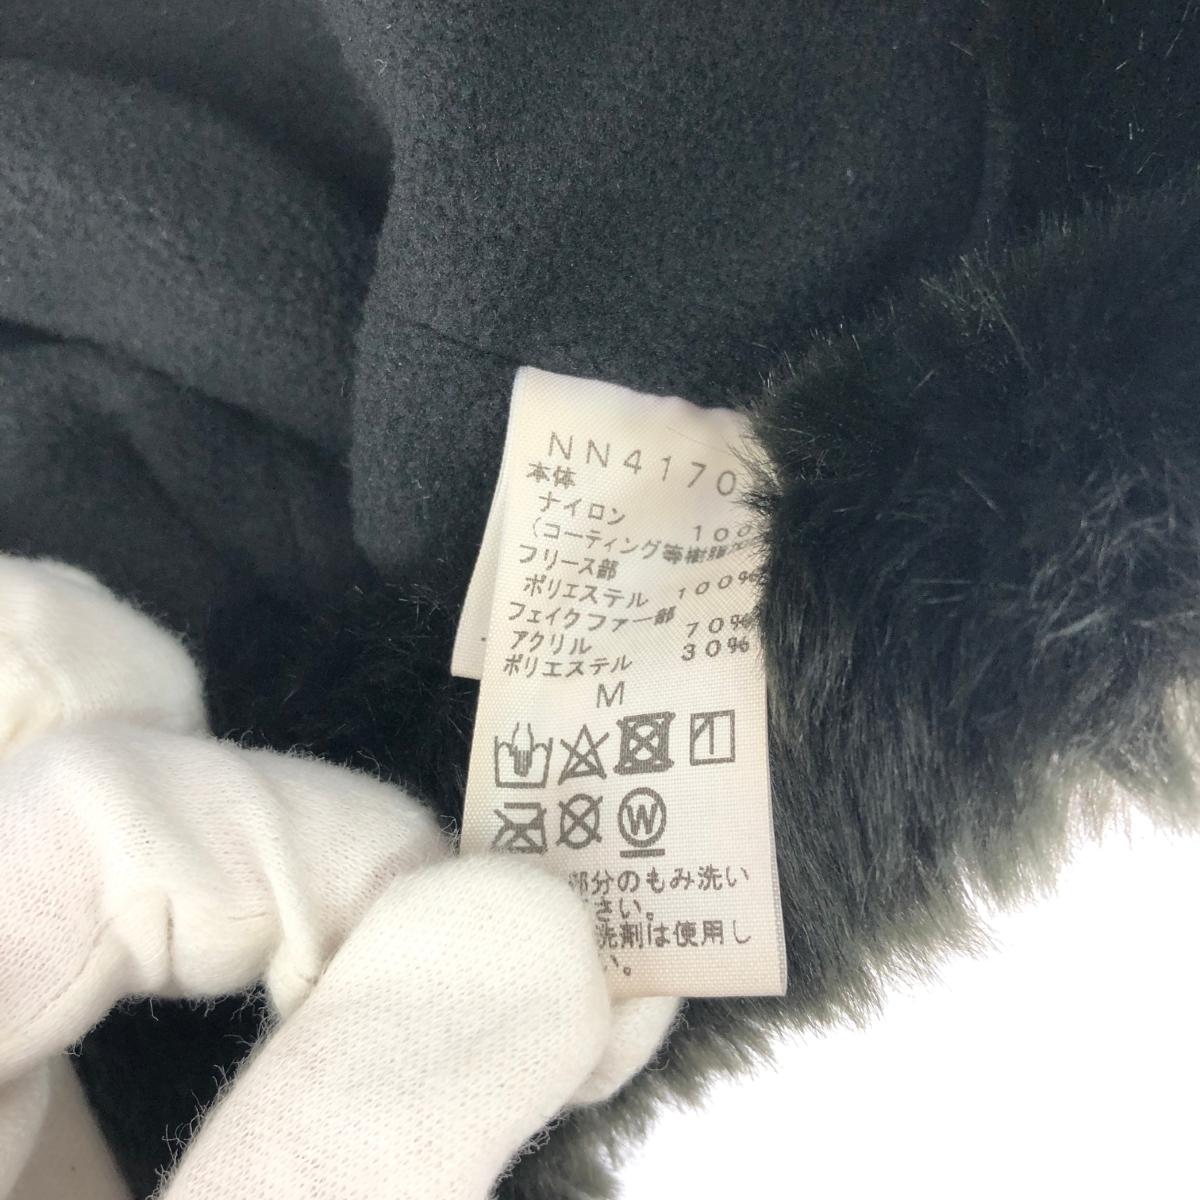 NN4170
本体
ナイロン 100
(コーティング等樹脂
フリース部
ポリエステル 100%
フェイクファー部
アクリル 70%
ポリエステル 30%
M
W
部分のもみ洗い
さい。
洗剤は使用し
い。